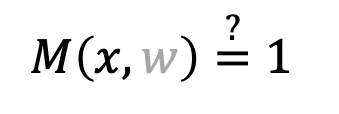 M(x, w) ≟ 1